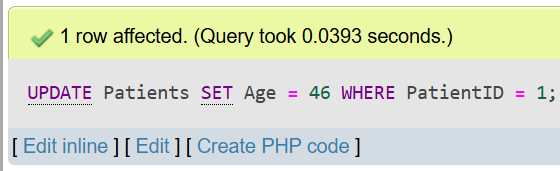 1 row affected. (Query took 0.0393 seconds.)
UPDATE Patients SET Age = 46 WHERE PatientID = 1;
[ Edit inline ] [ Edit ] [ Create PHP code ]